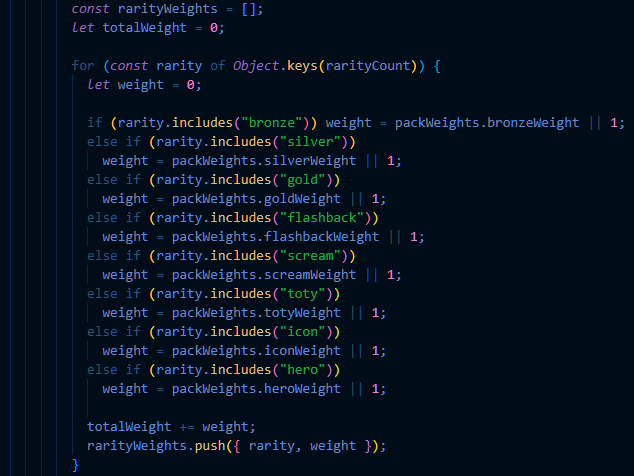 const rarityWeights = [];
let totalWeight = 0;
for (const rarity of Object.keys(rarityCount)) {
let weight = 0;
if (rarity.includes("bronze")) weight = packWeights.bronzeWeight || 1;
else if (rarity.includes("silver"))
weight = packWeights.silverWeight || 1;
else if (rarity.includes("gold"))
weight = packWeights.goldWeight || 1;
else if (rarity.includes("flashback"))
weight = packWeights.flashbackWeight || 1;
else if (rarity.includes("scream"))
weight = packWeights.screamWeight || 1;
else if (rarity.includes("toty"))
weight = packWeights.totyWeight || 1;
else if (rarity.includes("icon"))
weight = packWeights.iconWeight || 1;
else if (rarity.includes("hero"))
weight = packWeights.heroWeight || 1;
totalWeight += weight;
rarityWeights.push({ rarity, weight });
}